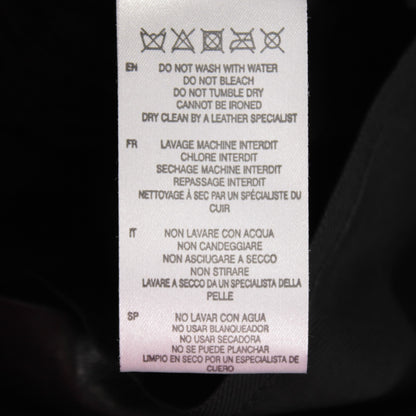 EN DO NOT WASH WITH WATER
DO NOT BLEACH
DO NOT TUMBLE DRY
CANNOT BE IRONED
DRY CLEAN BY A LEATHER SPECIALIST
FR LAVAGE MACHINE INTERDIT
CHLORE INTERDIT
SECHAGE MACHINE INTERDIT
REPASSAGE INTERDIT
NETTOYAGE À SEC PAR UN SPÉCIALISTE DU
CUIR
IT NON LAVARE CON ACQUA
NON CANDEGGIARE
NON ASCIUGARE A SECCO
NON STIRARE
LAVARE A SECCO DA UN SPECIALISTA DELLA
PELLE
SP NO LAVAR CON AGUA
NO USAR BLANQUEADOR
NO USAR SECADORA
NO SE PUEDE PLANCHAR
LIMPIO EN SECO POR UN ESPECIALISTA DE
CUERO